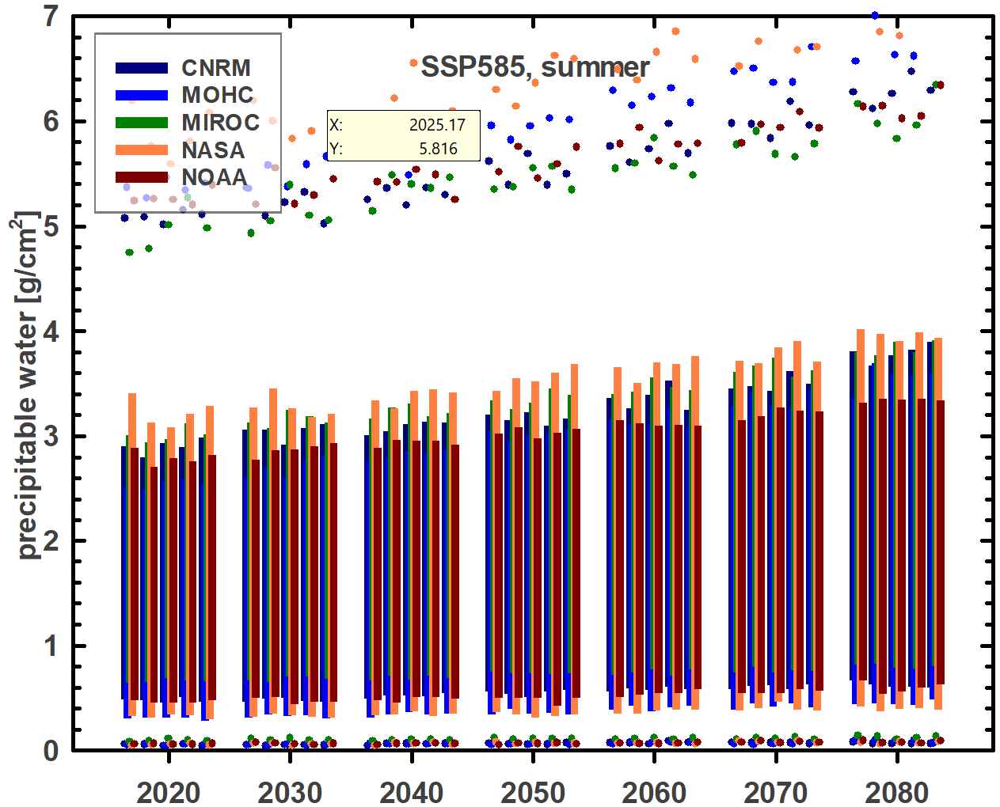 7
CNRM
MOHC
MIROC
NASA
NOAA
SSP585, summer
X: 2025.17
Y: 5.816
6
5
4
3
2
1
0
precipitable water [g/cm²]
2020 2030 2040 2050 2060 2070 2080